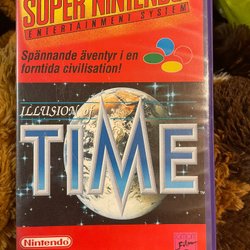 SUPER NINTENDO
ENTERTAINMENT SYSTEM
Spännande äventyr i en
forntida civilisation!
ILLUSION OF
TIME
Nintendo